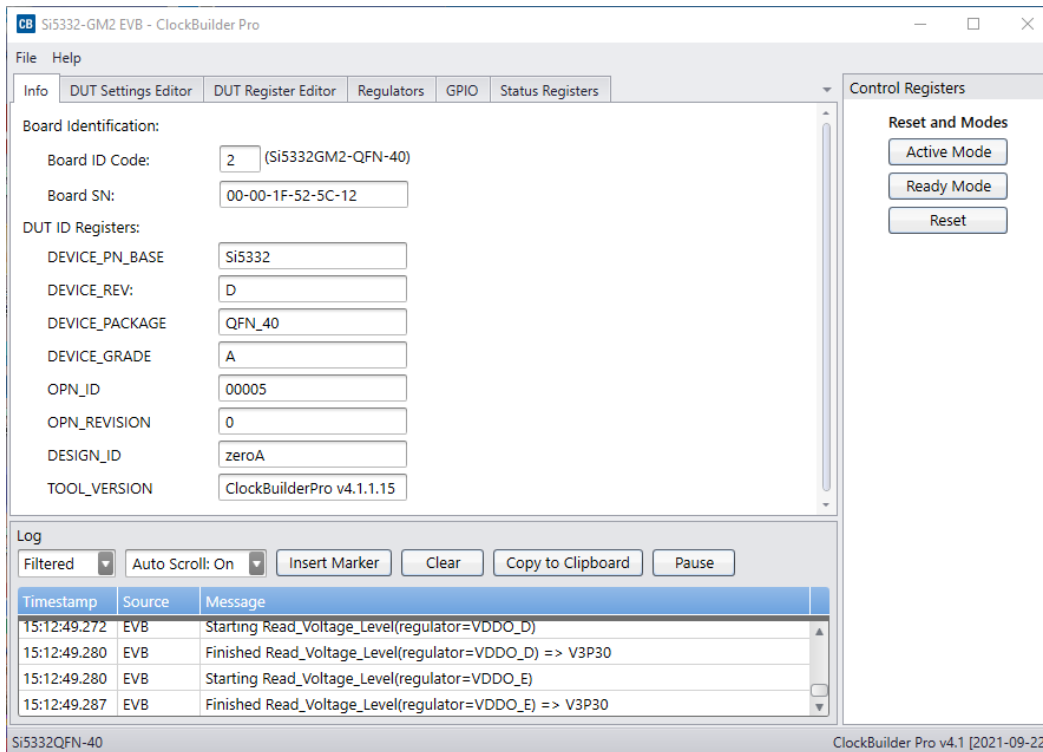 CB Si5332-GM2 EVB - ClockBuilder Pro
File Help
Info DUT Settings Editor DUT Register Editor Regulators GPIO Status Registers
Board Identification:
Board ID Code: 2 (Si5332GM2-QFN-40)
Board SN: 00-00-1F-52-5C-12
DUT ID Registers:
DEVICE_PN_BASE Si5332
DEVICE_REV: D
DEVICE_PACKAGE QFN_40
DEVICE_GRADE A
OPN_ID 00005
OPN_REVISION 0
DESIGN_ID zeroA
TOOL_VERSION ClockBuilderPro v4.1.1.15
Control Registers
Reset and Modes
Active Mode
Ready Mode
Reset
Log
Filtered Auto Scroll: On Insert Marker Clear Copy to Clipboard Pause
Timestamp Source Message
15:12:49.272 EVB Starting Read_Voltage_Level(regulator=VDDO_D)
15:12:49.280 EVB Finished Read_Voltage_Level(regulator=VDDO_D) => V3P30
15:12:49.280 EVB Starting Read_Voltage_Level(regulator=VDDO_E)
15:12:49.287 EVB Finished Read_Voltage_Level(regulator=VDDO_E) => V3P30
Si5332QFN-40
ClockBuilder Pro v4.1 [2021-09-22